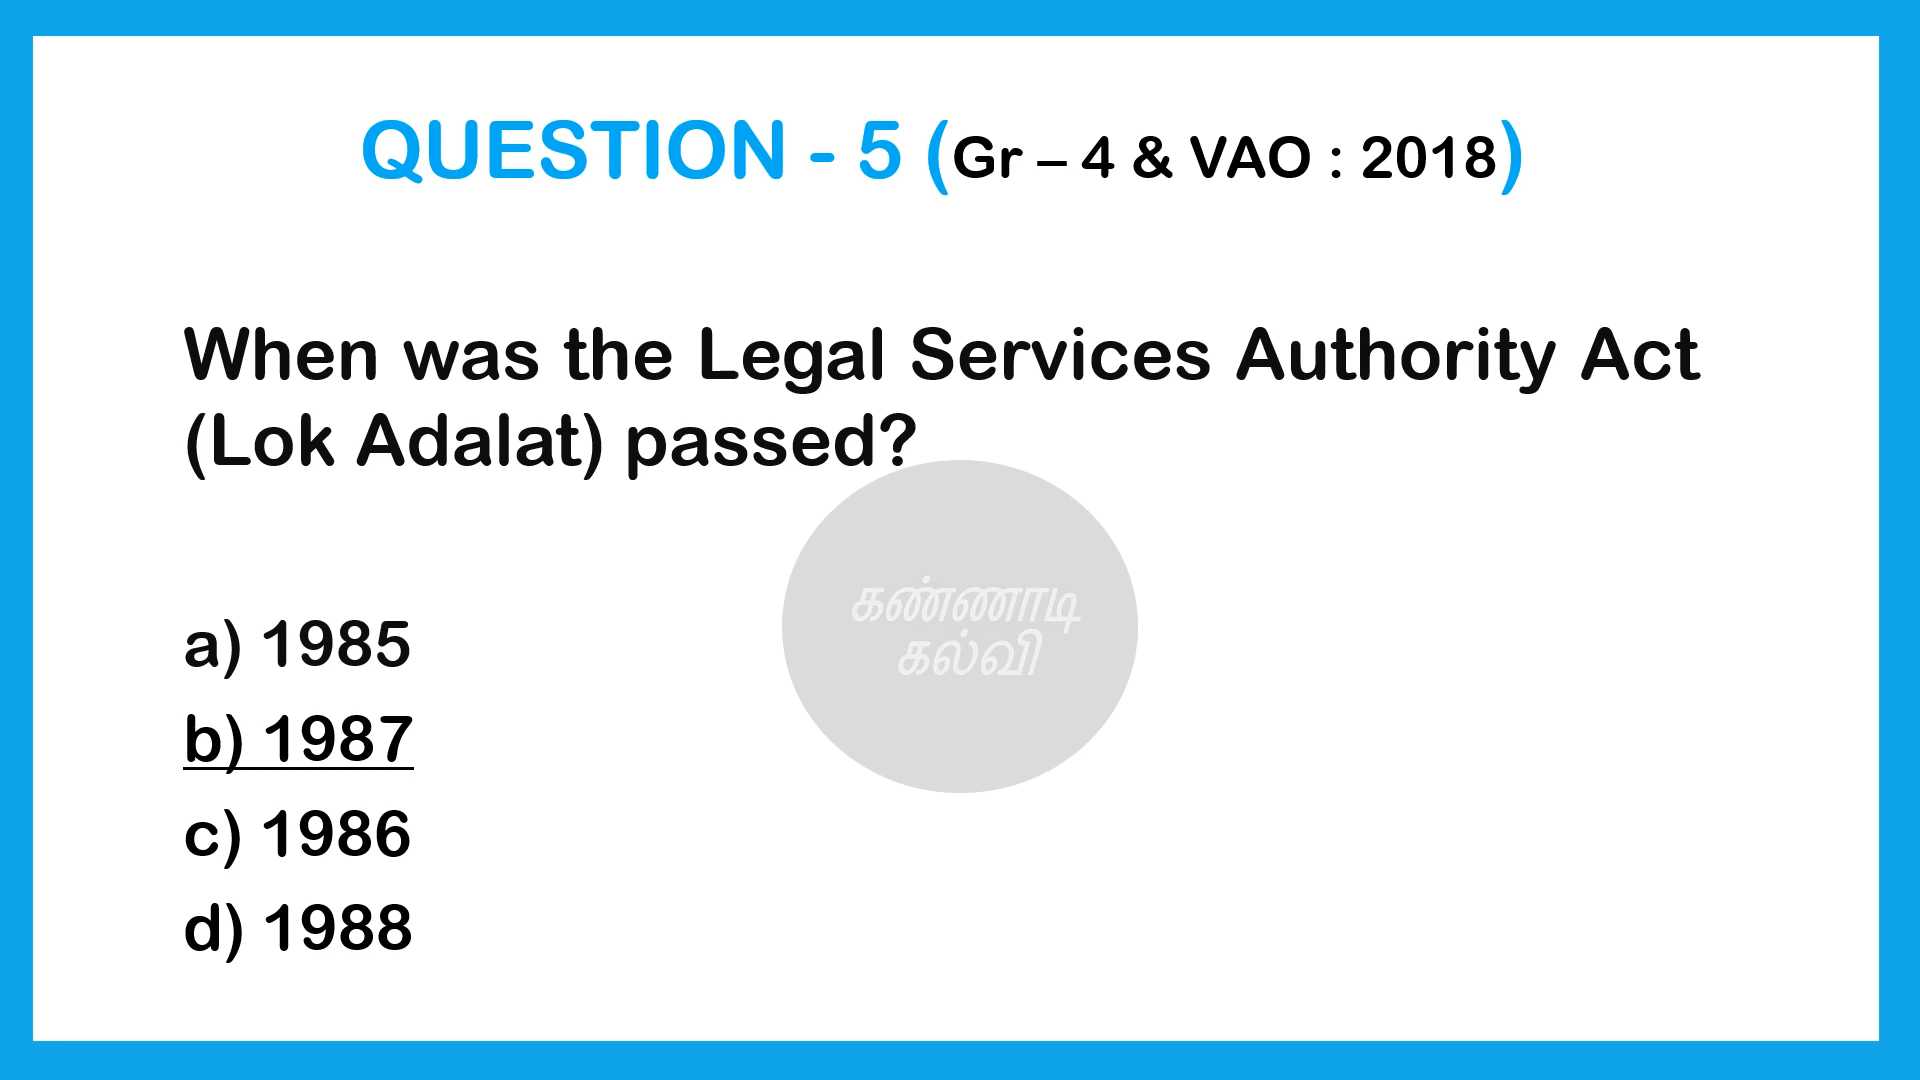 QUESTION - 5 (Gr – 4 & VAO : 2018)
When was the Legal Services Authority Act
(Lok Adalat) passed?
கண்ணாடி
கல்வி
a) 1985
b) 1987
c) 1986
d) 1988